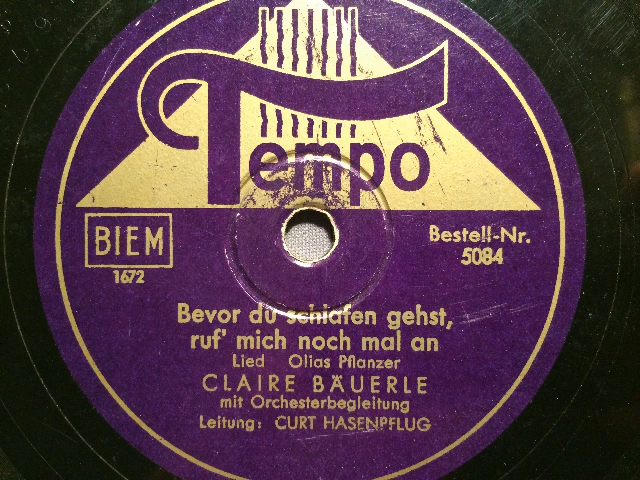 Tempo
BIEM
1672
Bestell-Nr.
5084
Bevor du schlafen gehst,
ruf' mich noch mal an
Lied Olias Pflanzer
CLAIRE BÄUERLE
mit Orchesterbegleitung
Leitung: CURT HASENPFLUG